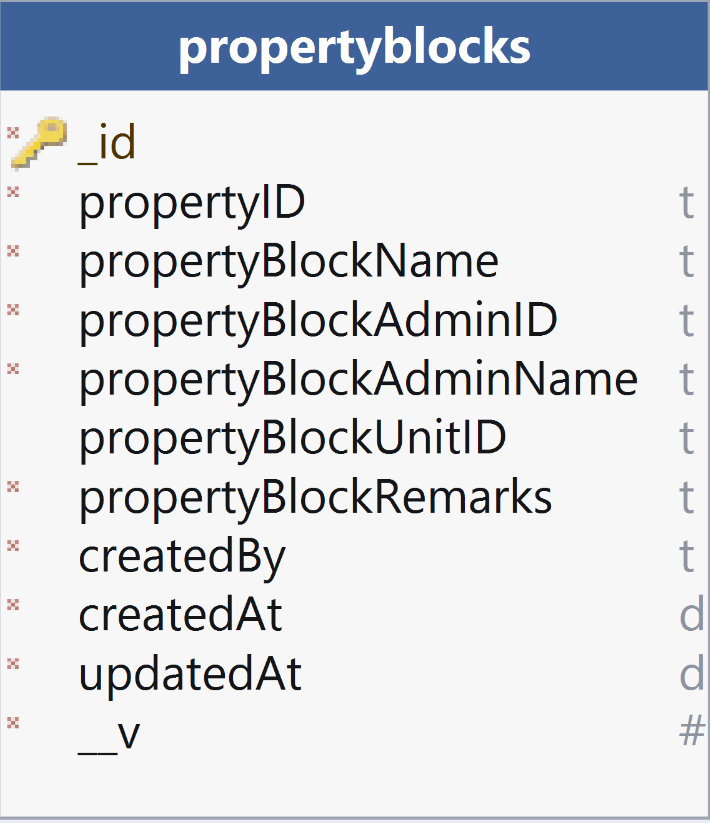 propertyblocks
_id
propertyID t
propertyBlockName t
propertyBlockAdminID t
propertyBlockAdminName t
propertyBlockUnitID t
propertyBlockRemarks t
createdBy t
createdAt d
updatedAt d
__v #